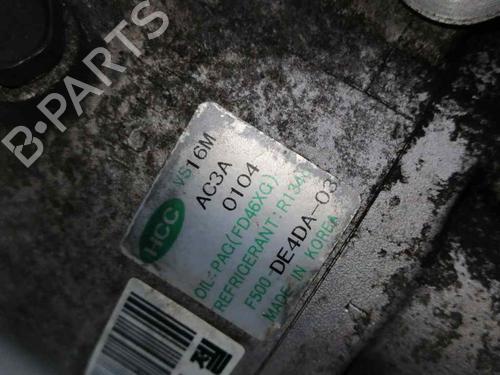 B-PARTS
HCC
VS16M
AC3A
0104
OIL:PAG(FD46XG)
REFRIGERANT:R134a
F500-DE4DA-03
MADE IN KOREA